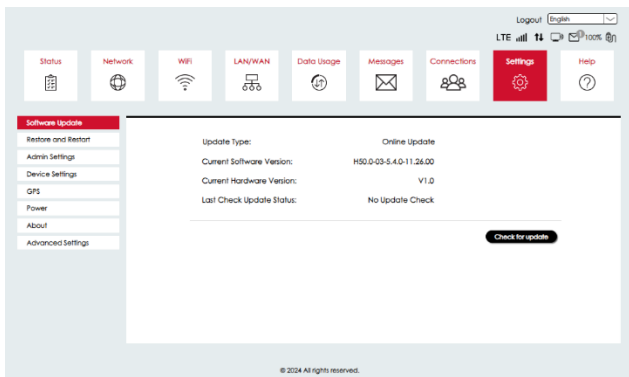 Logout English
LTE 100%
Status Network WiFi LAN/WAN Data Usage Messages Connections Settings Help
Software Update
Restore and Restart
Admin Settings
Device Settings
GPS
Power
About
Advanced Settings
Update Type: Online Update
Current Software Version: H50.0-03-5.4.0-11.26.00
Current Hardware Version: V1.0
Last Check Update Status: No Update Check
Check for update
© 2024 All rights reserved.